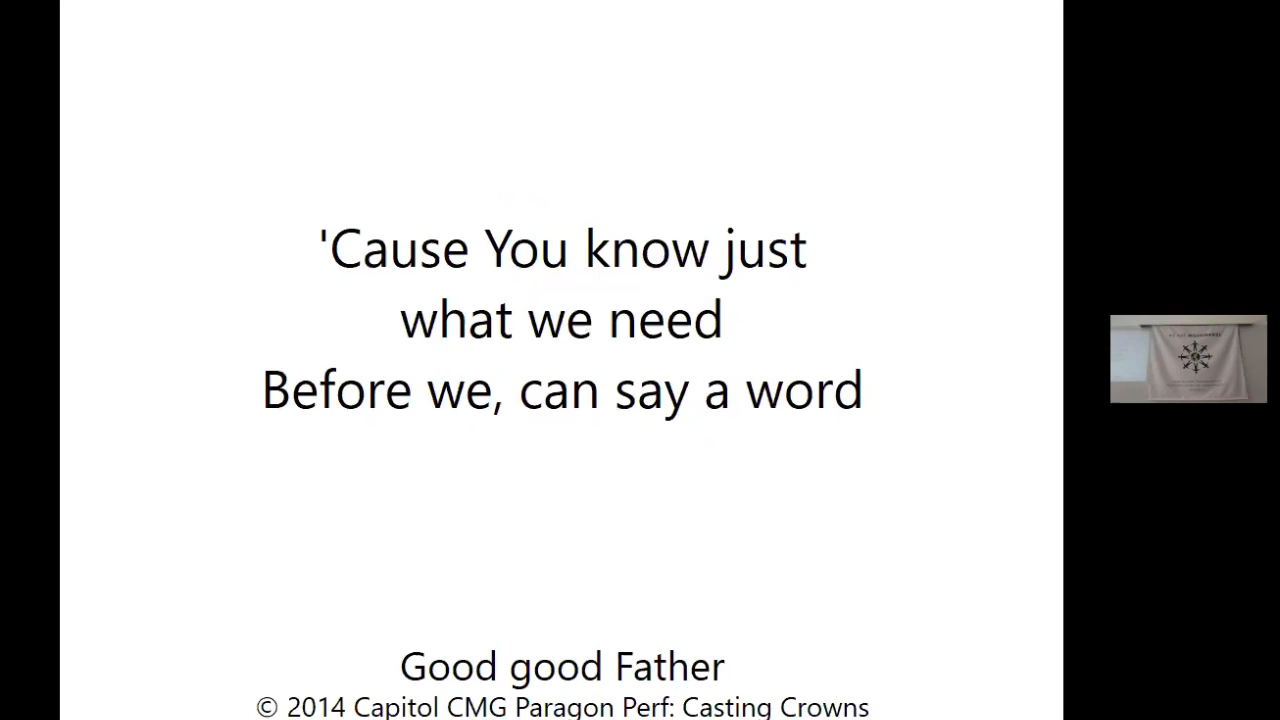 'Cause You know just
what we need
Before we, can say a word
Good good Father
© 2014 Capitol CMG Paragon Perf: Casting Crowns